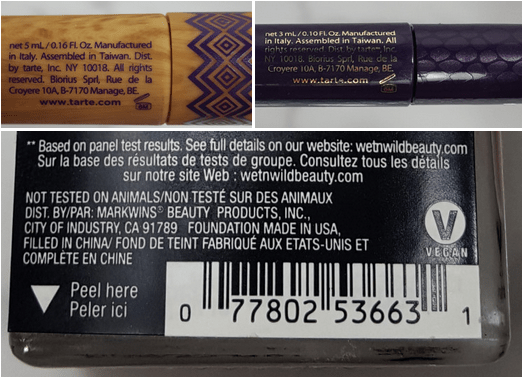 net 5 mL / 0.16 Fl. Oz. Manufactured
in Italy. Assembled in Taiwan. Dist.
by tarte, Inc. NY 10018. All rights
reserved. Biorius Sprl, Rue de la
Croyere 10A, B-7170 Manage, BE.
www.tarte.com
net 3 mL / 0.10 Fl. Oz. Manufactured
in Italy. Assembled in Taiwan. All
rights reserved. Dist by tarte, Inc.
NY 10018. Biorius Sprl, Rue de la
Croyere 10A, B-7170 Manage, BE.
www.tarte.com
** Based on panel test results. See full details on our website: wetnwildbeauty.com
Sur la base des résultats de tests de groupe. Consultez tous les détails
sur notre site Web : wetnwildbeauty.com
NOT TESTED ON ANIMALS/NON TESTÉ SUR DES ANIMAUX
DIST. BY/PAR: MARKWINS® BEAUTY PRODUCTS, INC.,
CITY OF INDUSTRY, CA 91789 FOUNDATION MADE IN USA,
FILLED IN CHINA/ FOND DE TEINT FABRIQUÉ AUX ETATS-UNIS ET
COMPLÈTE EN CHINE
V
VEGAN
Peel here
Peler ici
0 77802 53663 1